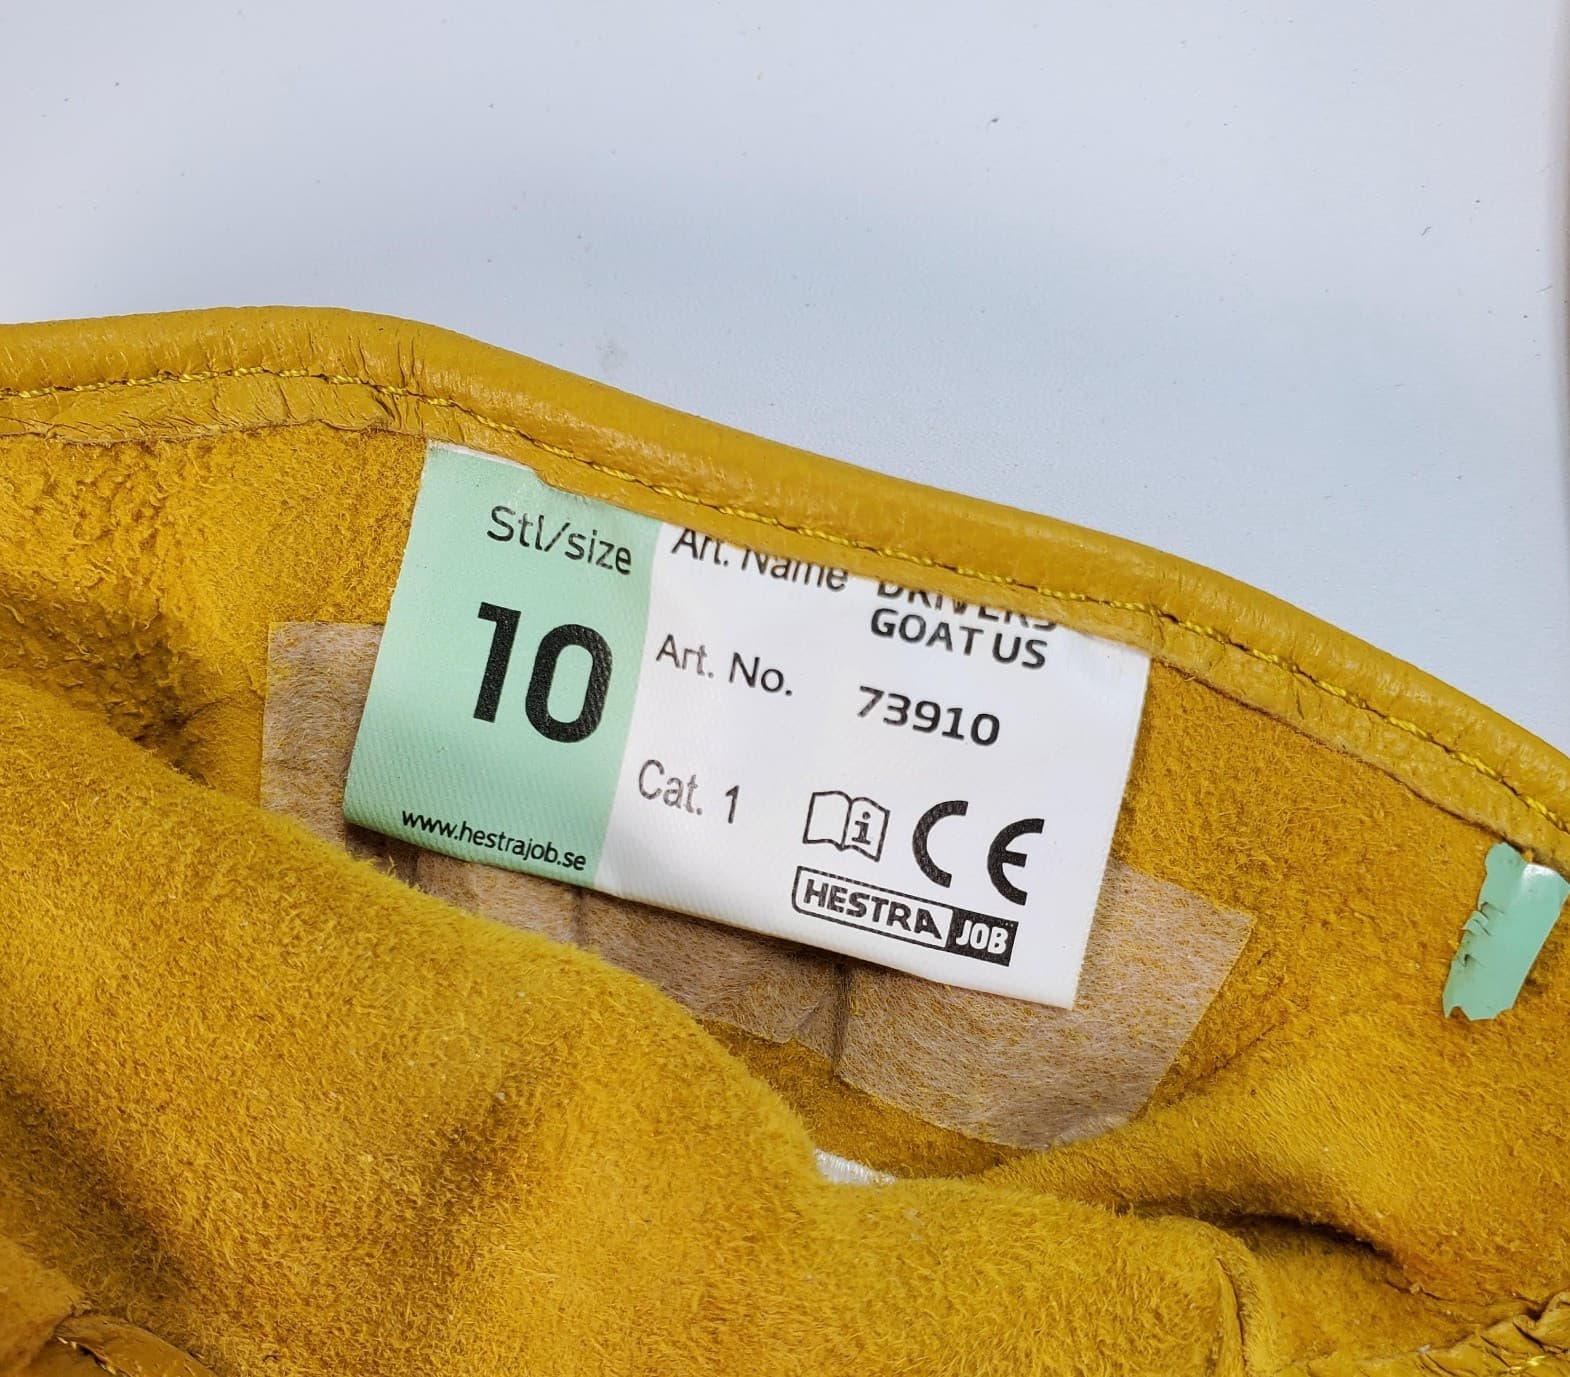 Stl/size
10
www.hestrajob.se
Art. Name DRIVERS
GOAT US
Art. No. 73910
Cat. 1
i
CE
HESTRA JOB